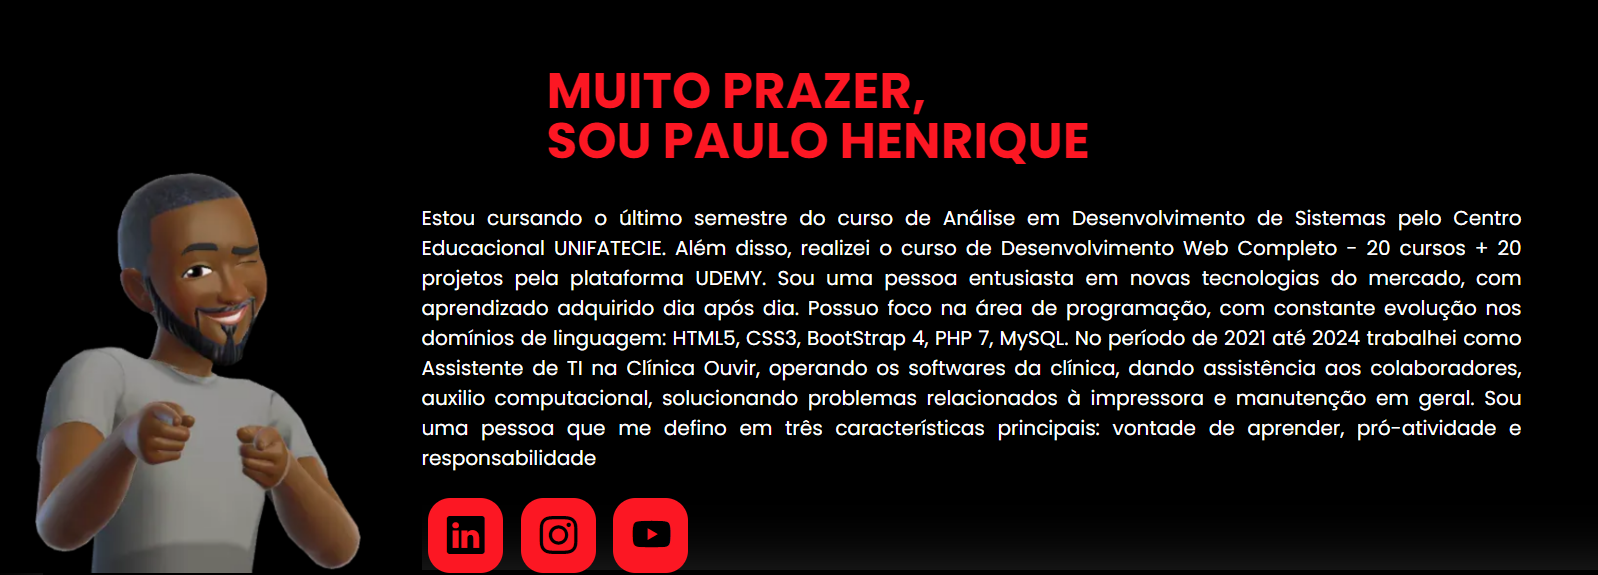 MUITO PRAZER,
SOU PAULO HENRIQUE
Estou cursando o último semestre do curso de Análise em Desenvolvimento de Sistemas pelo Centro
Educacional UNIFATECIE. Além disso, realizei o curso de Desenvolvimento Web Completo - 20 cursos + 20
projetos pela plataforma UDEMY. Sou uma pessoa entusiasta em novas tecnologias do mercado, com
aprendizado adquirido dia após dia. Possuo foco na área de programação, com constante evolução nos
domínios de linguagem: HTML5, CSS3, BootStrap 4, PHP 7, MySQL. No período de 2021 até 2024 trabalhei como
Assistente de TI na Clínica Ouvir, operando os softwares da clínica, dando assistência aos colaboradores,
auxilio computacional, solucionando problemas relacionados à impressora e manutenção em geral. Sou
uma pessoa que me defino em três características principais: vontade de aprender, pró-atividade e
responsabilidade
in